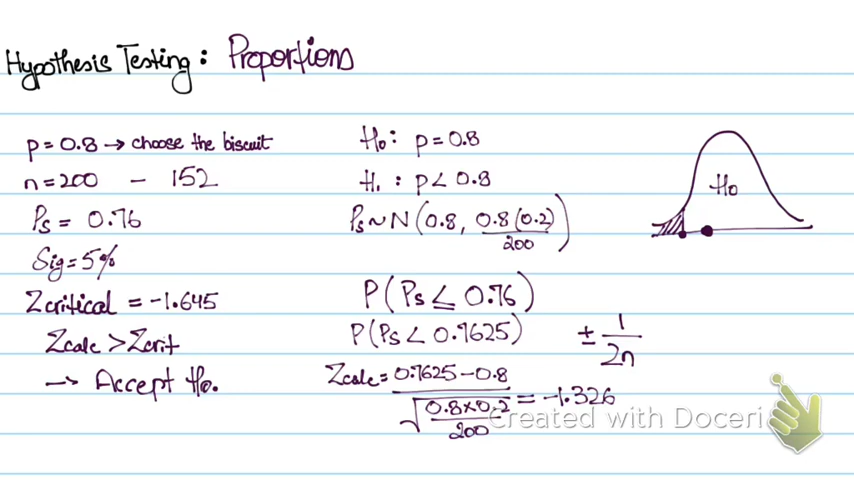 Hypothesis Testing: Proportions
p = 0.8 → choose the biscuit
n = 200 - 152
Ps = 0.76
Sig = 5%
Zcritical = -1.645
Zcalc > Zcrit
→ Accept H₀.
H₀ : p = 0.8
H₁ : p < 0.8
Ps ~ N(0.8, 0.8(0.2)/200)
P(Ps ≤ 0.76)
P(Ps < 0.7625)
± 1/2n
Zcalc = 0.7625 - 0.8 / √(0.8×0.2/200) = -1.326
H₀
Created with Doceri